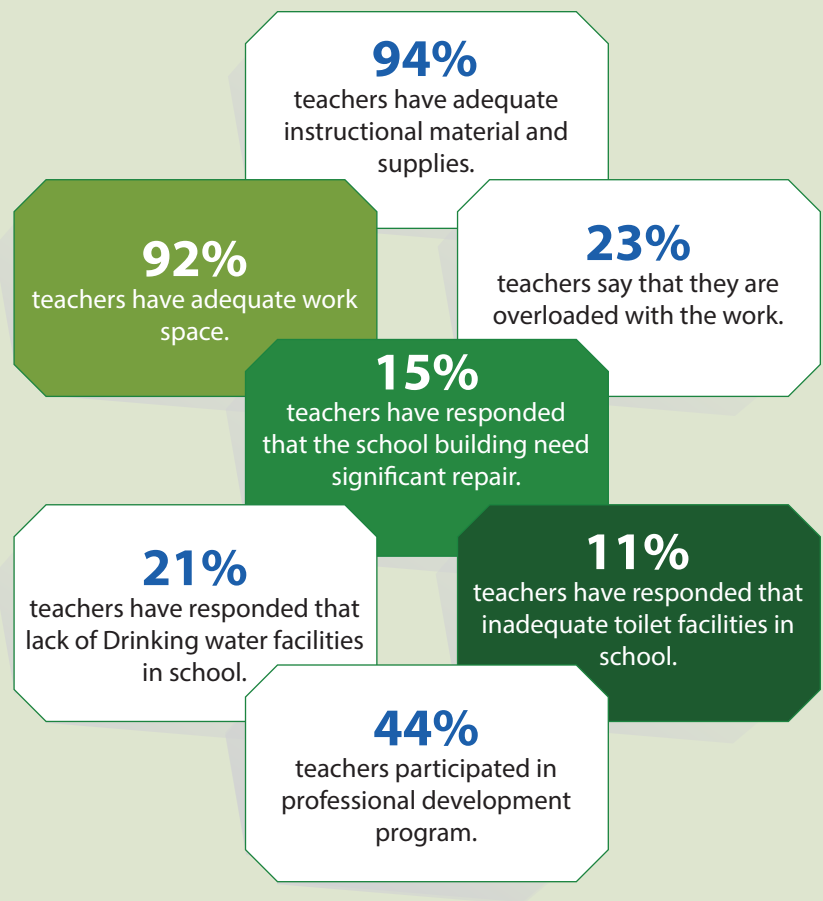 94%
teachers have adequate
instructional material and
supplies.
92%
teachers have adequate work
space.
23%
teachers say that they are
overloaded with the work.
15%
teachers have responded
that the school building need
significant repair.
21%
teachers have responded that
lack of Drinking water facilities
in school.
11%
teachers have responded that
inadequate toilet facilities in
school.
44%
teachers participated in
professional development
program.